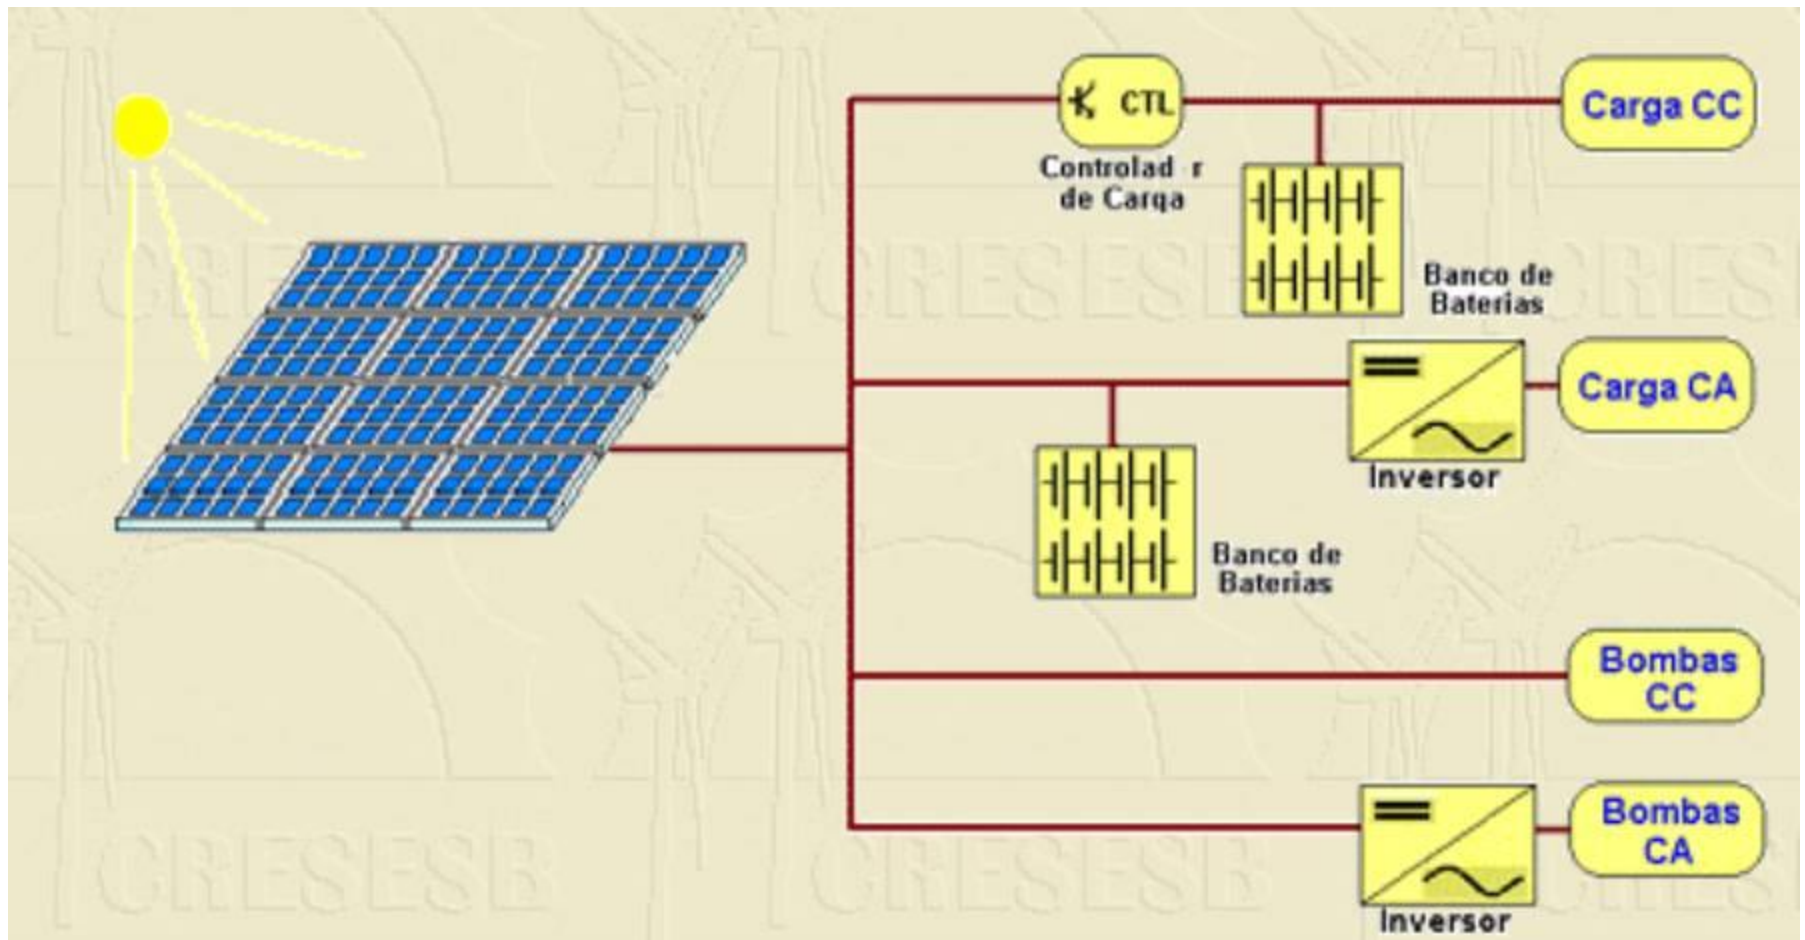 CTL
Carga CC
Controlad r
de Carga
Banco de
Baterias
Carga CA
Inversor
Banco de
Baterias
Bombas
CC
Bombas
CA
Inversor
CRESESB
CRESESB
CRESESB
CRESESB